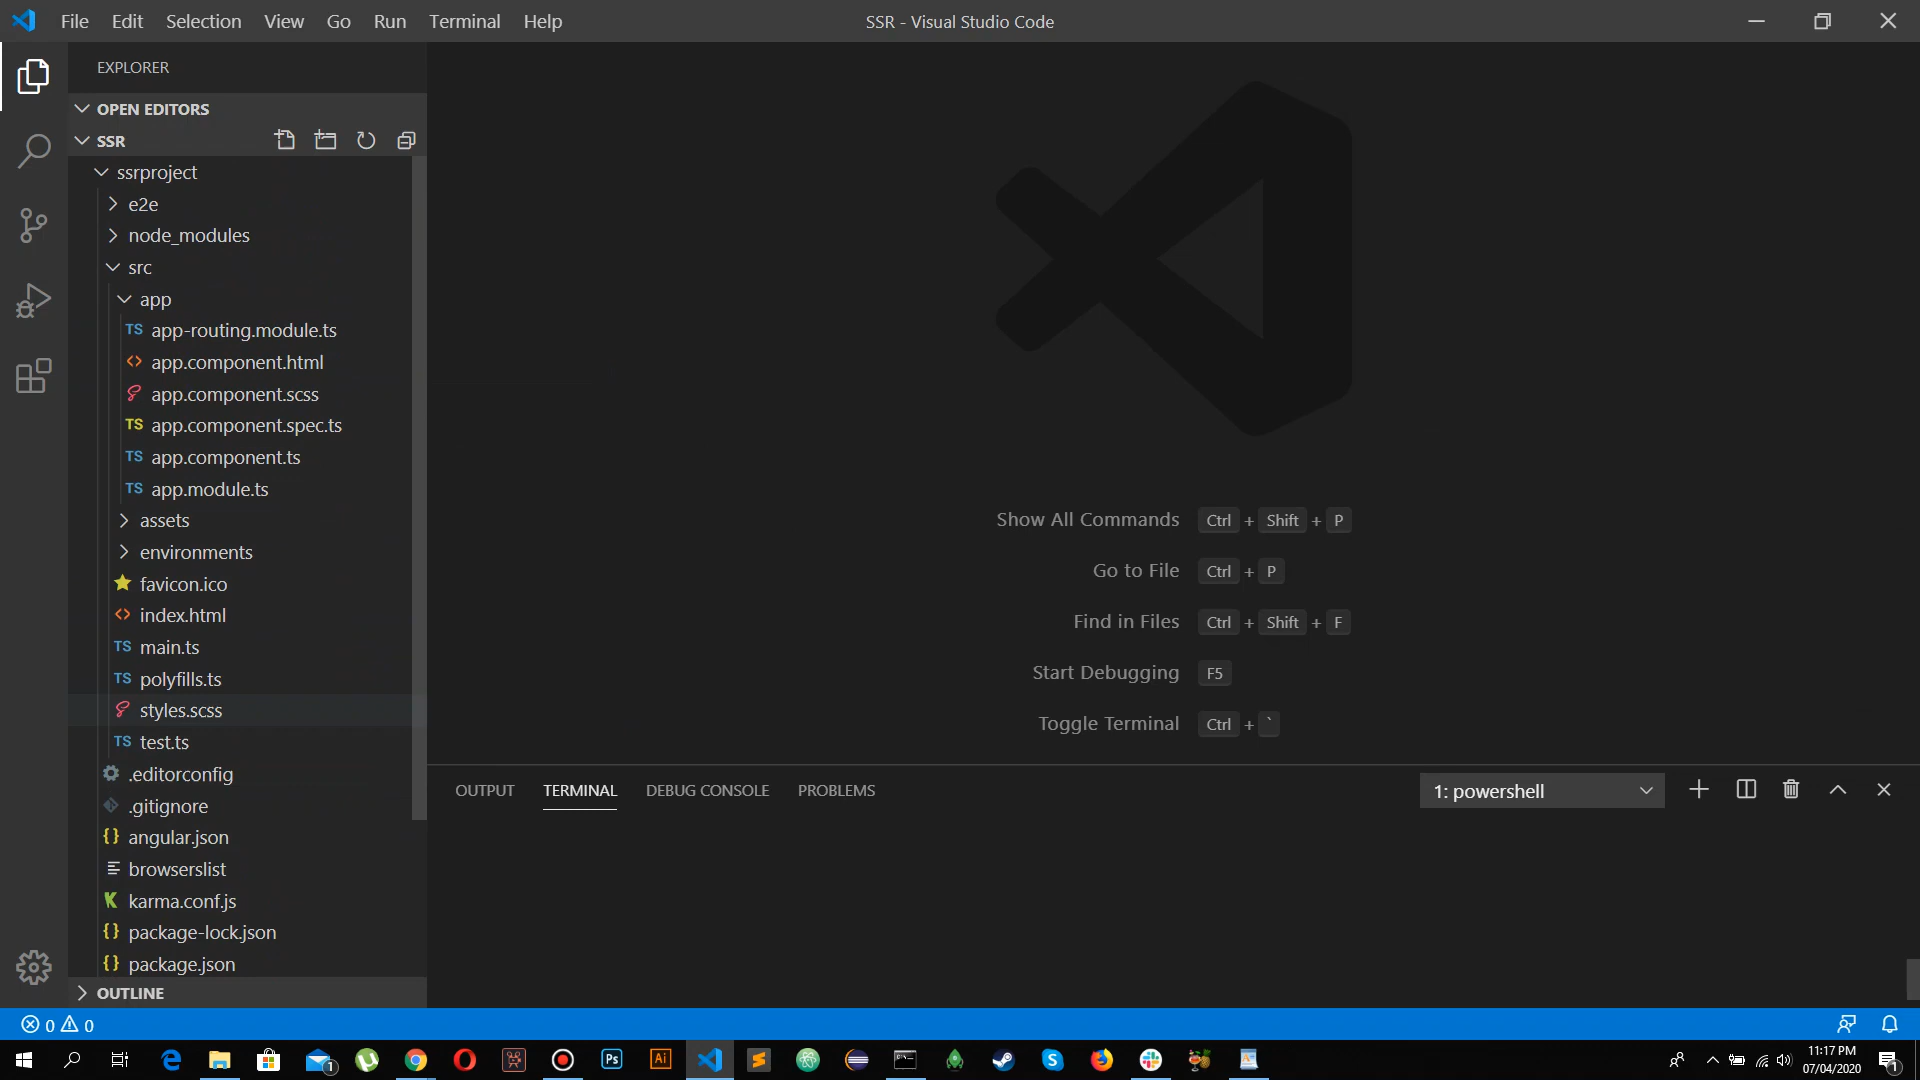 File Edit Selection View Go Run Terminal Help
SSR - Visual Studio Code
EXPLORER
OPEN EDITORS
SSR
ssrproject
e2e
node_modules
src
app
TS app-routing.module.ts
<> app.component.html
app.component.scss
TS app.component.spec.ts
TS app.component.ts
TS app.module.ts
assets
environments
favicon.ico
<> index.html
TS main.ts
TS polyfills.ts
styles.scss
TS test.ts
.editorconfig
.gitignore
{} angular.json
browserslist
K karma.conf.js
{} package-lock.json
{} package.json
OUTLINE
Show All Commands Ctrl + Shift + P
Go to File Ctrl + P
Find in Files Ctrl + Shift + F
Start Debugging F5
Toggle Terminal Ctrl + `
OUTPUT TERMINAL DEBUG CONSOLE PROBLEMS
1: powershell
0 0
1 Ps Ai
11:17 PM
07/04/2020
1